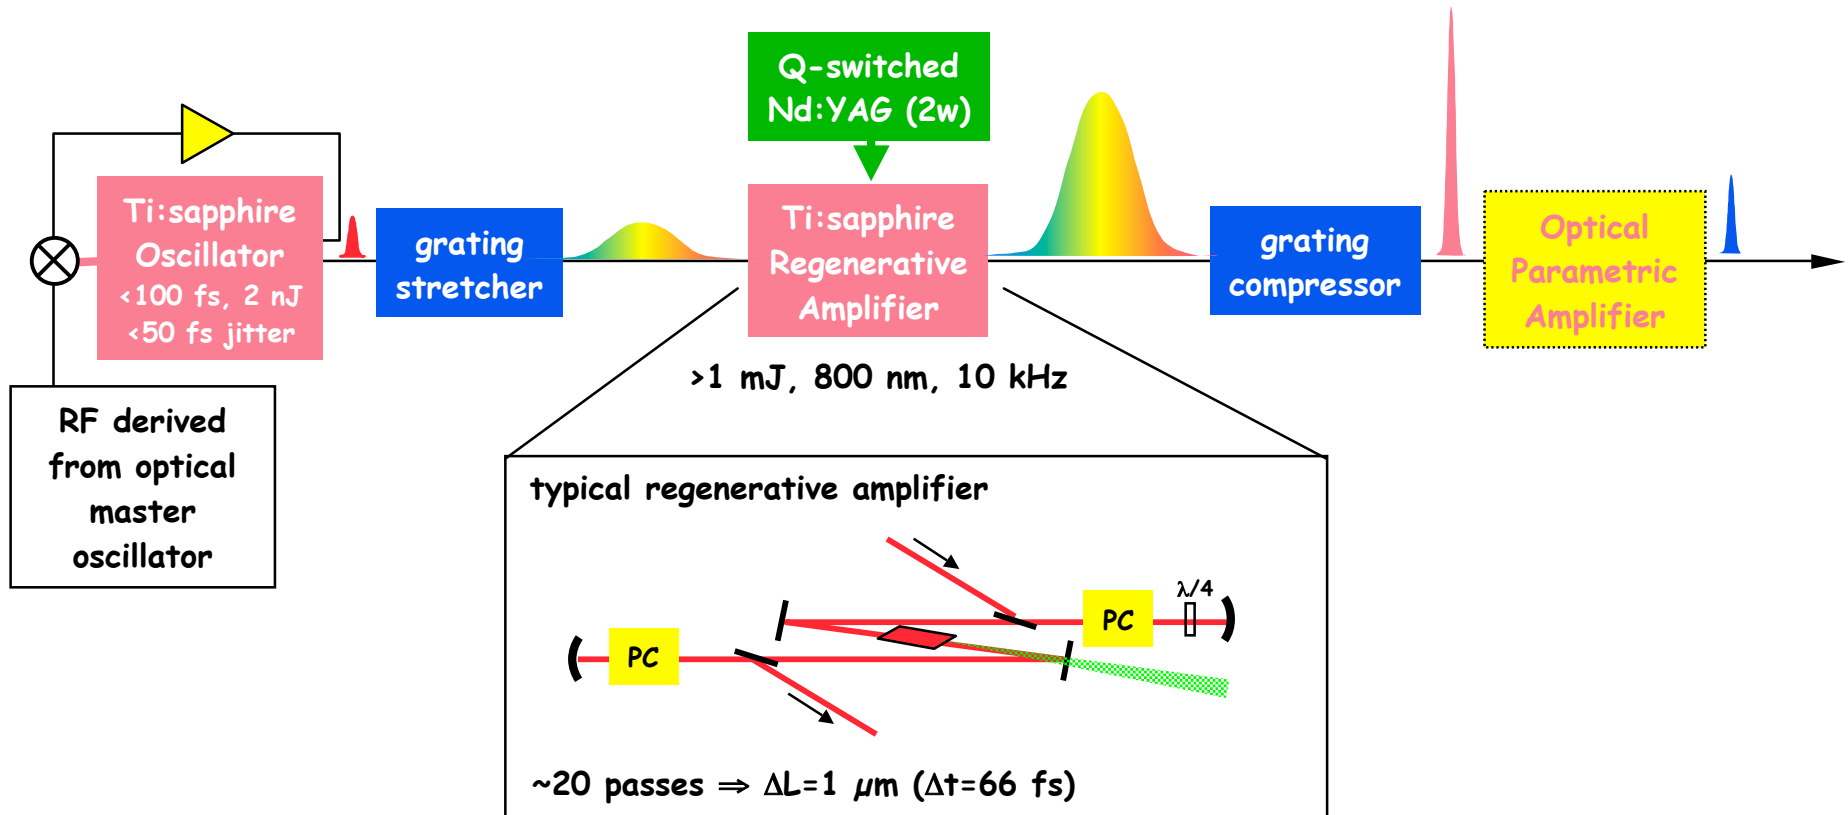 Q-switched
Nd:YAG (2w)
Ti:sapphire
Oscillator
<100 fs, 2 nJ
<50 fs jitter
grating
stretcher
Ti:sapphire
Regenerative
Amplifier
grating
compressor
Optical
Parametric
Amplifier
>1 mJ, 800 nm, 10 kHz
RF derived
from optical
master
oscillator
typical regenerative amplifier
λ/4
PC
PC
~20 passes ⇒ ΔL=1 µm (Δt=66 fs)